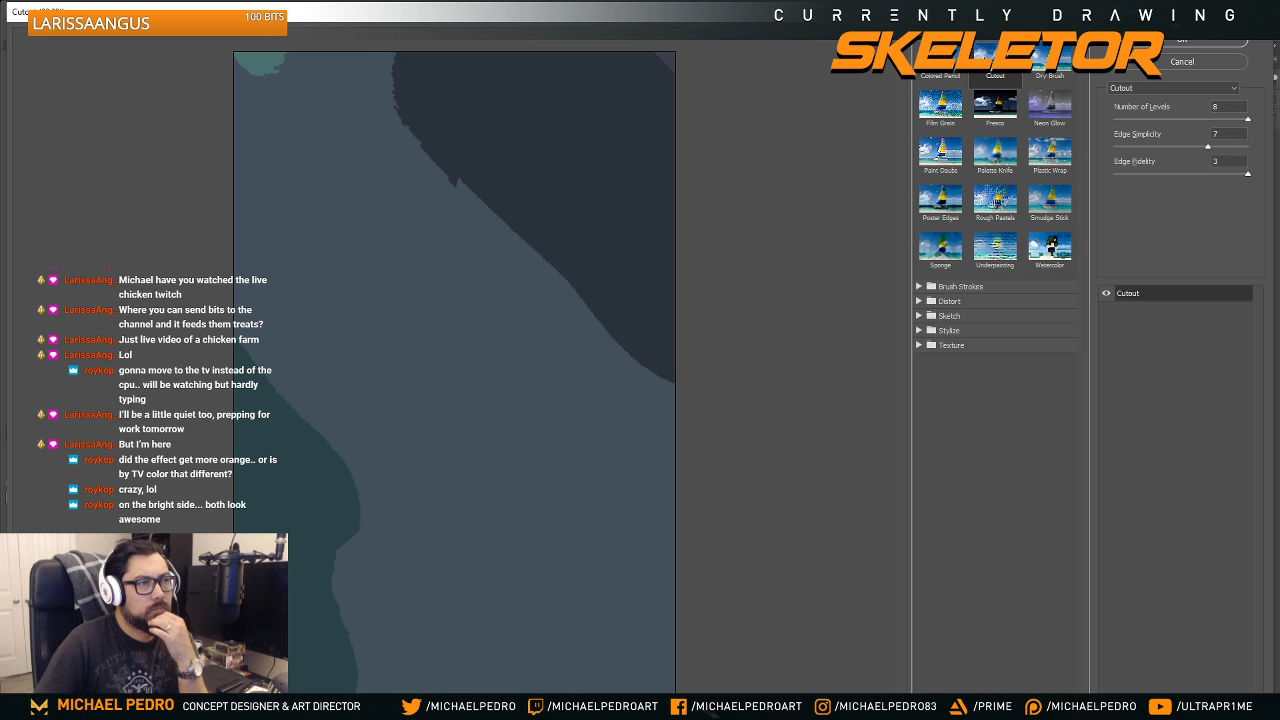 CURRENTLY DRAWING
LARISSAANGUS
100 BITS
SKELETOR
Colored Pencil
Cutout
Dry Brush
Cancel
Cutout
Number of Levels
8
Film Grain
Fresco
Neon Glow
Edge Simplicity
7
Edge Fidelity
3
Paint Daubs
Palette Knife
Plastic Wrap
Poster Edges
Rough Pastels
Smudge Stick
Sponge
Underpainting
Watercolor
Brush Strokes
Distort
Sketch
Stylize
Texture
Cutout
LarissaAng.. Michael have you watched the live
chicken twitch
LarissaAng.. Where you can send bits to the
channel and it feeds them treats?
LarissaAng.. Just live video of a chicken farm
LarissaAng.. Lol
roykop gonna move to the tv instead of the
cpu.. will be watching but hardly
typing
LarissaAng.. I'll be a little quiet too, prepping for
work tomorrow
LarissaAng.. But I'm here
roykop did the effect get more orange.. or is
by TV color that different?
roykop crazy, lol
roykop on the bright side... both look
awesome
MICHAEL PEDRO CONCEPT DESIGNER & ART DIRECTOR
/MICHAELPEDRO
/MICHAELPEDROART
/MICHAELPEDROART
/MICHAELPEDRO83
/PRIME
/MICHAELPEDRO
/ULTRAPR1ME